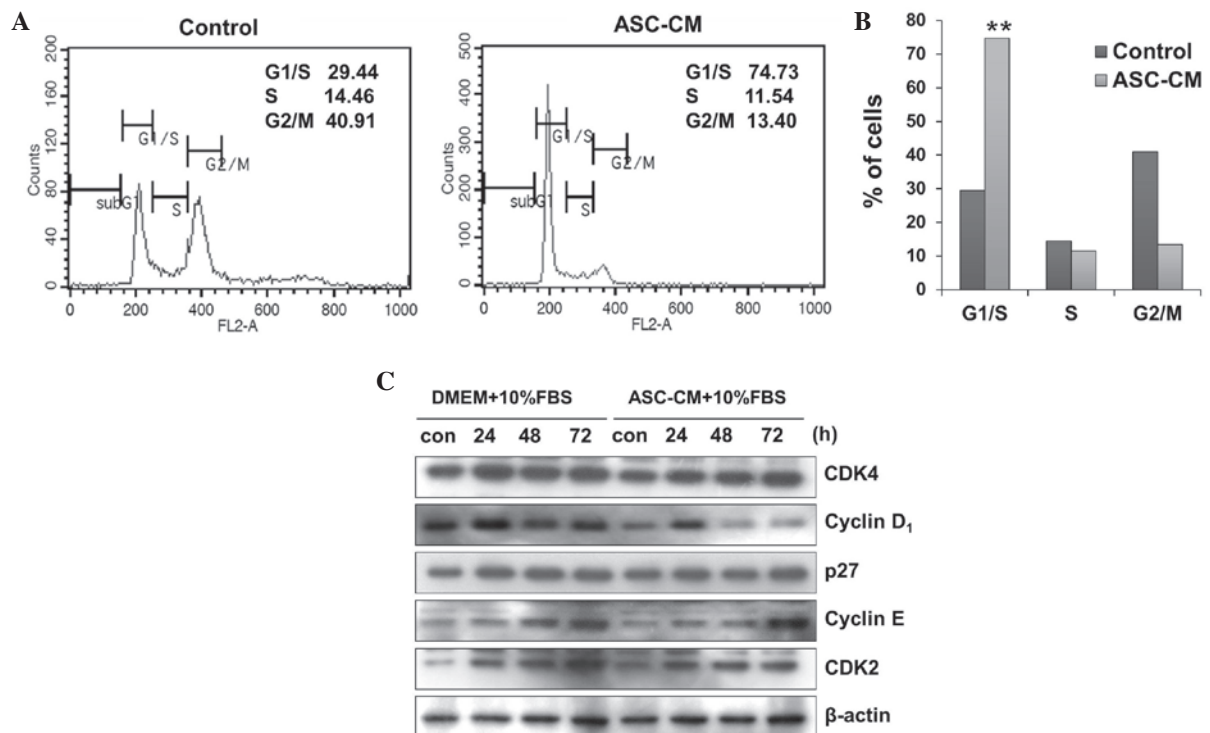 A
Control
200
160
120
80
40
0
Counts
G1/S 29.44
S 14.46
G2/M 40.91
G1/S
G2/M
subG1
S
0 200 400 600 800 1000
FL2-A
ASC-CM
500
400
300
200
100
0
Counts
G1/S 74.73
S 11.54
G2/M 13.40
G1/S
G2/M
subG1
S
0 200 400 600 800 1000
FL2-A
B
80
70
60
50
40
30
20
10
0
% of cells
**
Control
ASC-CM
G1/S S G2/M
C
DMEM+10%FBS ASC-CM+10%FBS
con 24 48 72 con 24 48 72 (h)
CDK4
Cyclin D1
p27
Cyclin E
CDK2
β-actin